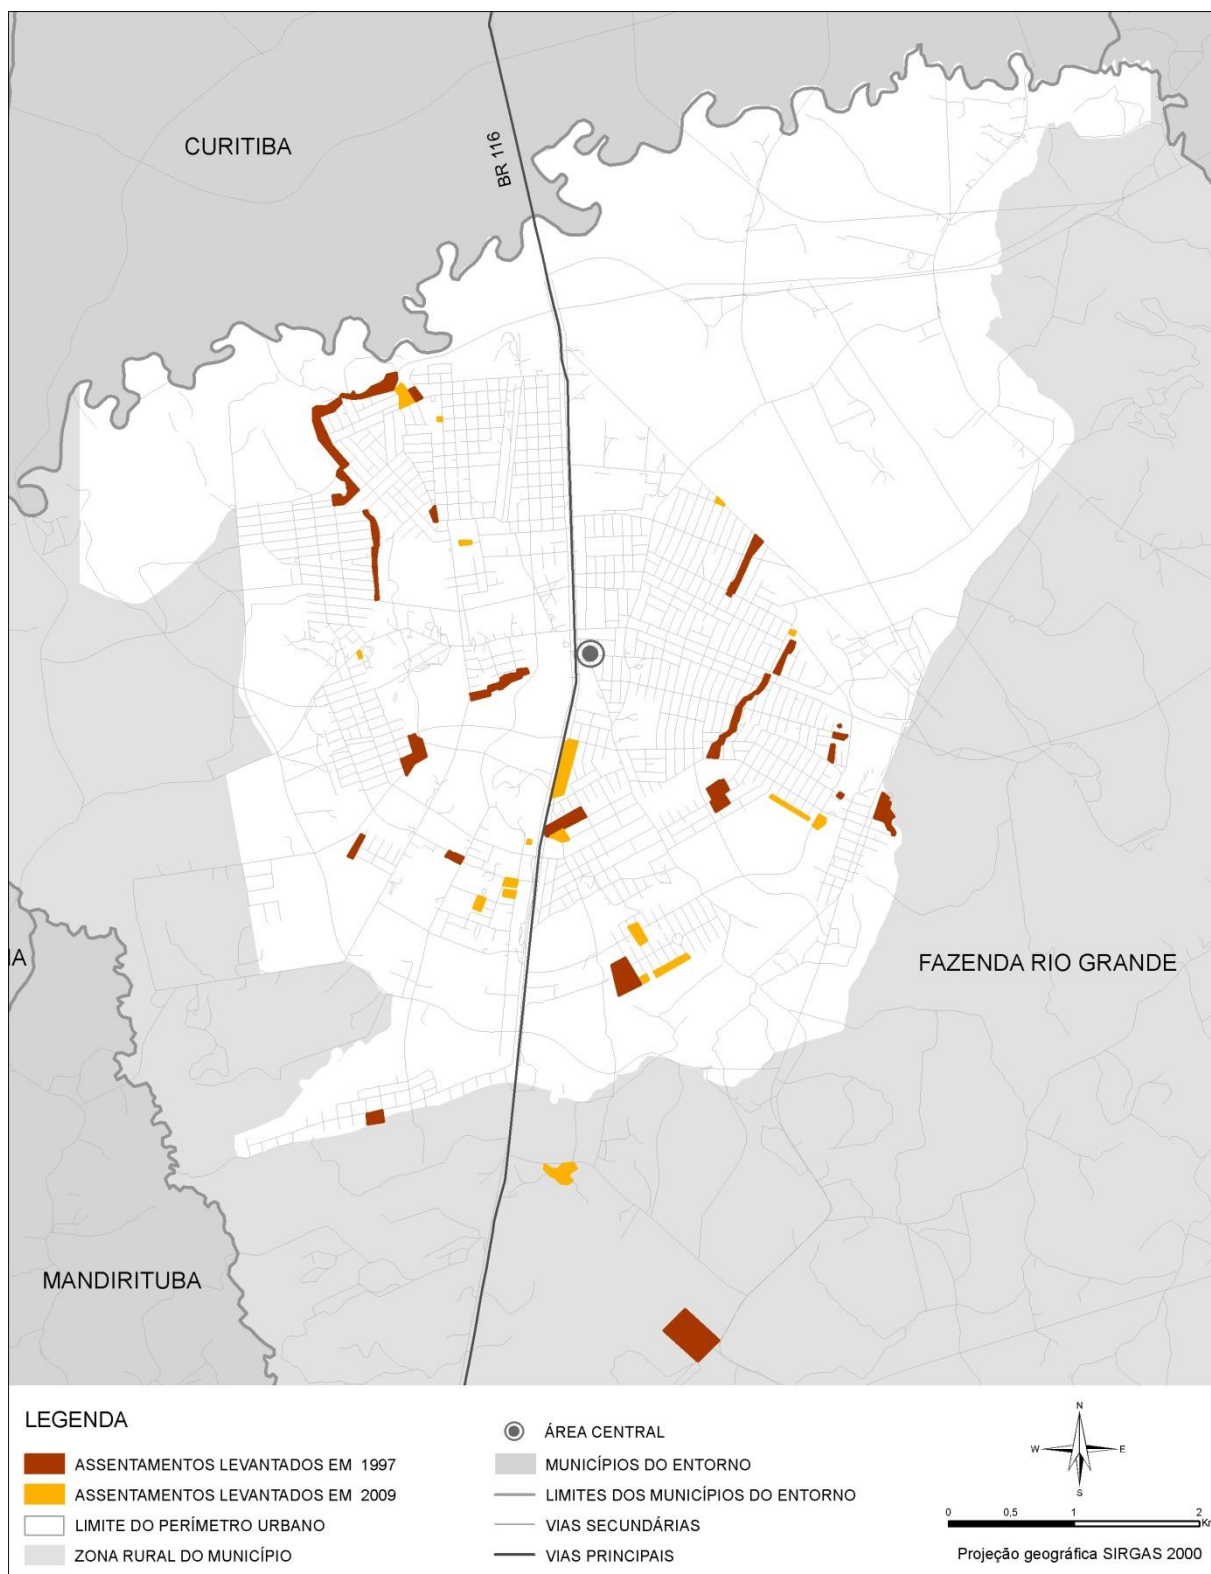 CURITIBA
BR 116
IA
FAZENDA RIO GRANDE
MANDIRITUBA
LEGENDA
ASSENTAMENTOS LEVANTADOS EM 1997
ASSENTAMENTOS LEVANTADOS EM 2009
LIMITE DO PERÍMETRO URBANO
ZONA RURAL DO MUNICÍPIO
ÁREA CENTRAL
MUNICÍPIOS DO ENTORNO
LIMITES DOS MUNICÍPIOS DO ENTORNO
VIAS SECUNDÁRIAS
VIAS PRINCIPAIS
N
W E
S
0 0,5 1 2
Km
Projeção geográfica SIRGAS 2000